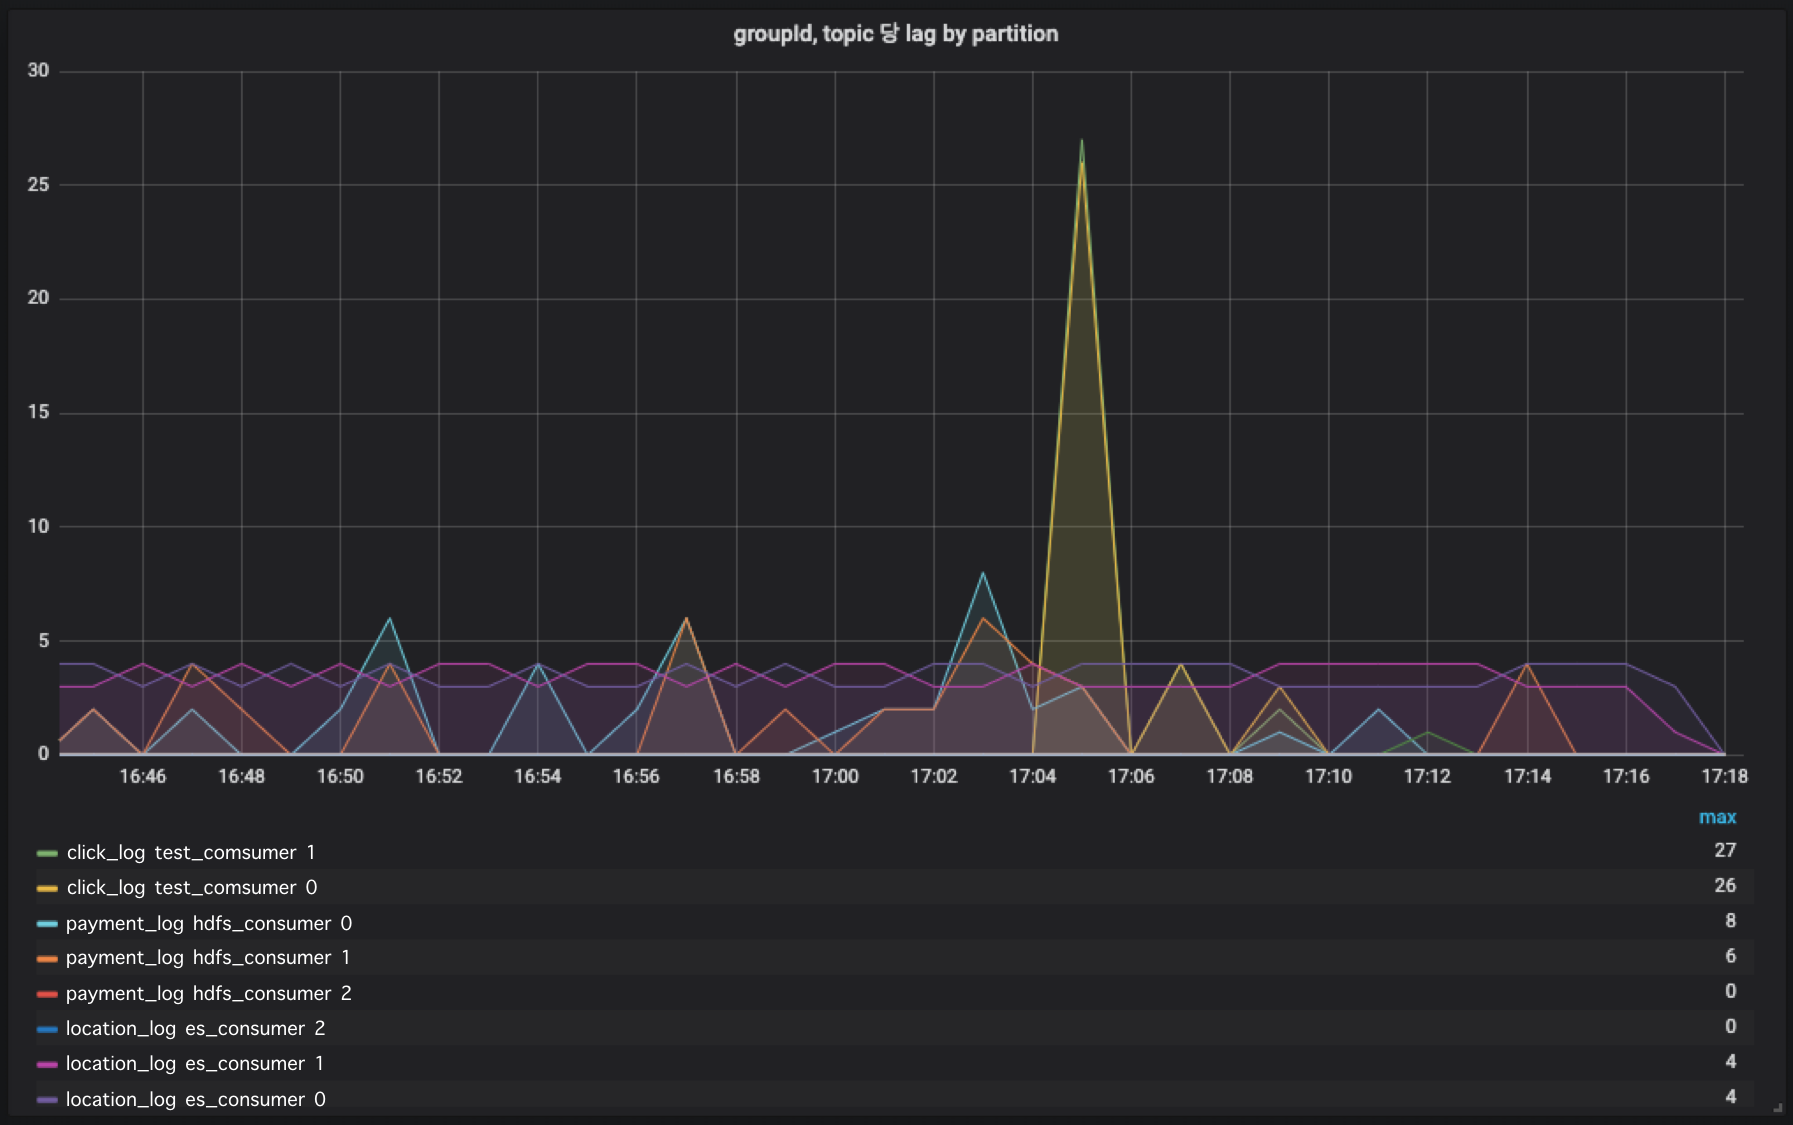 groupId, topic 당 lag by partition
30
25
20
15
10
5
0
16:46 16:48 16:50 16:52 16:54 16:56 16:58 17:00 17:02 17:04 17:06 17:08 17:10 17:12 17:14 17:16 17:18
max
click_log test_comsumer 1 27
click_log test_comsumer 0 26
payment_log hdfs_consumer 0 8
payment_log hdfs_consumer 1 6
payment_log hdfs_consumer 2 0
location_log es_consumer 2 0
location_log es_consumer 1 4
location_log es_consumer 0 4